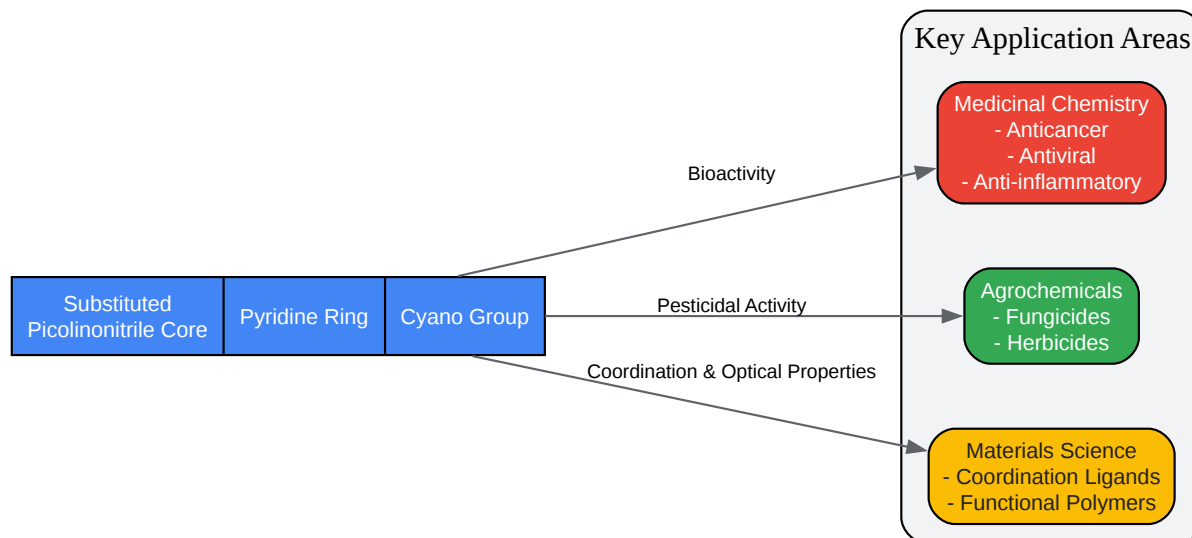 Key Application Areas
Medicinal Chemistry
- Anticancer
- Antiviral
- Anti-inflammatory
Bioactivity
Substituted
Picolinonitrile Core
Pyridine Ring
Cyano Group
Pesticidal Activity
Agrochemicals
- Fungicides
- Herbicides
Coordination & Optical Properties
Materials Science
- Coordination Ligands
- Functional Polymers